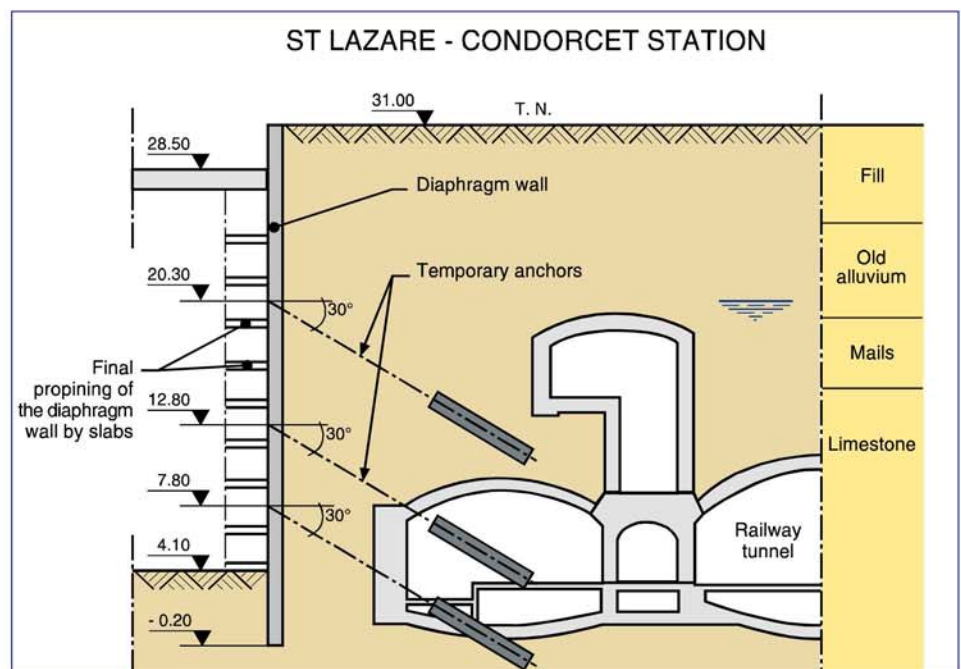 ST LAZARE - CONDORCET STATION
31.00
T. N.
28.50
Diaphragm wall
Fill
20.30
Temporary anchors
Old
alluvium
30°
Mails
Final
propining of
the diaphragm
wall by slabs
12.80
30°
Limestone
7.80
30°
Railway
tunnel
4.10
- 0.20